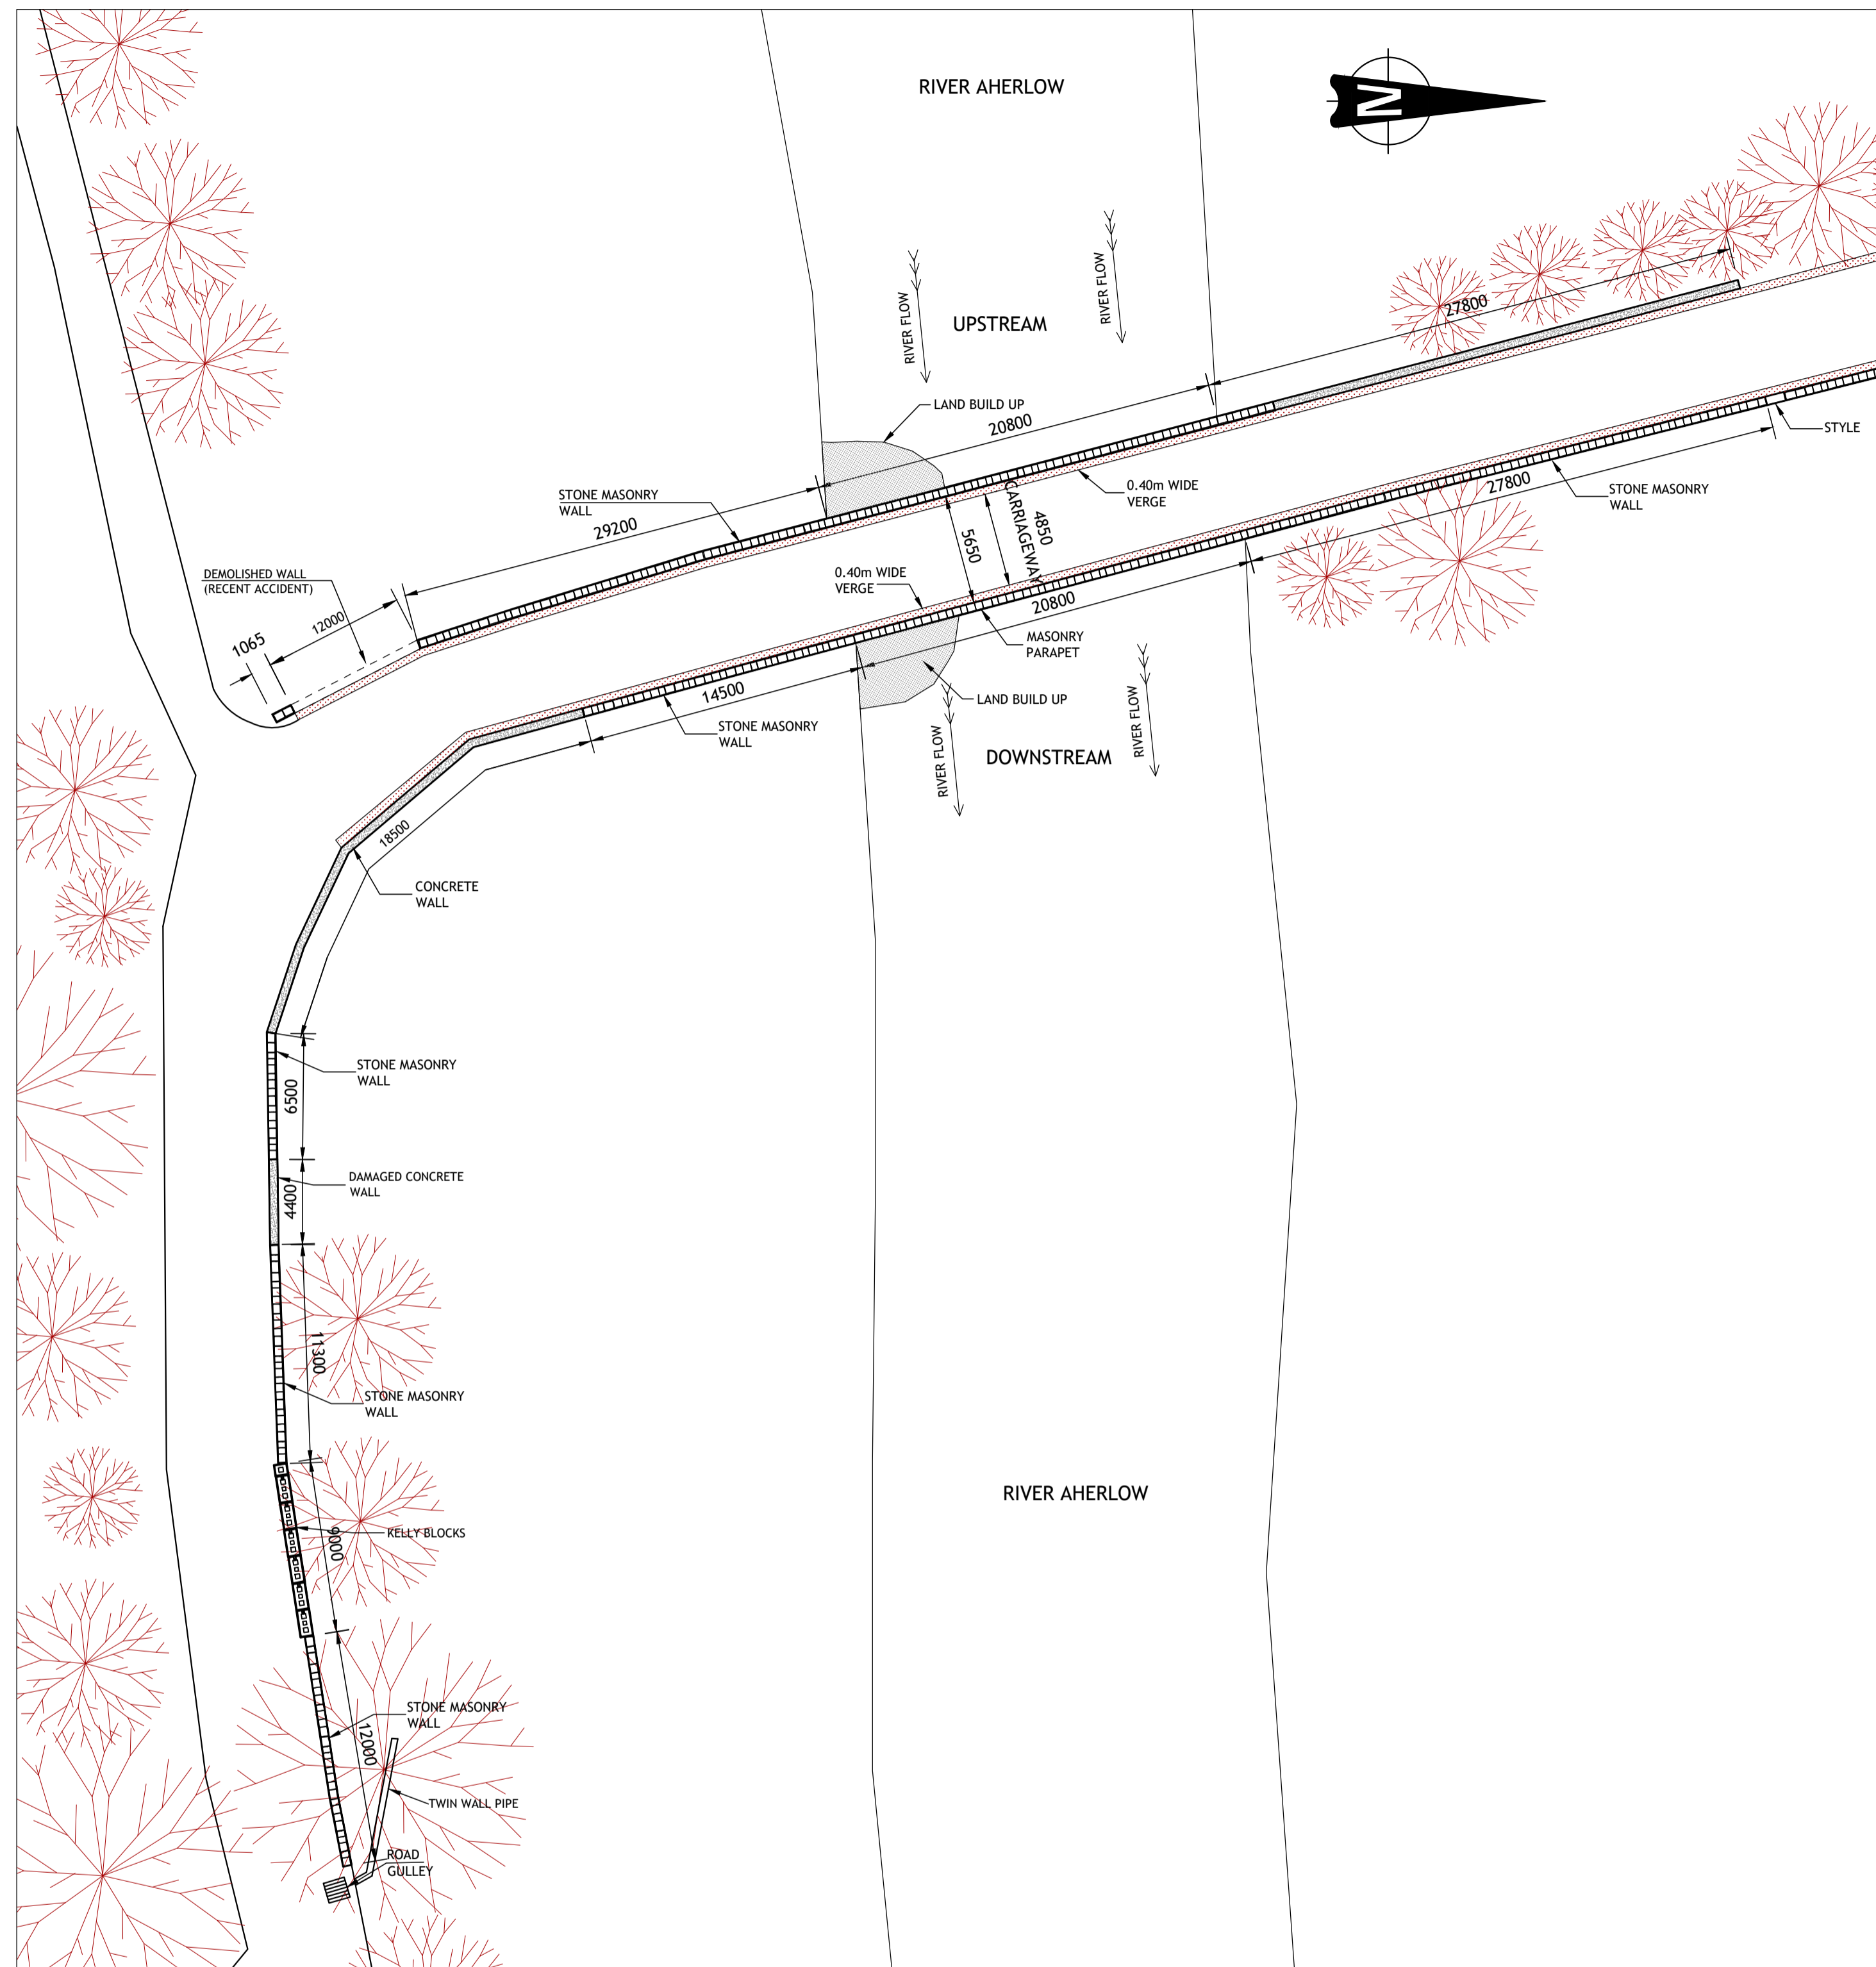 RIVER AHERLOW
N
RIVER FLOW
RIVER FLOW
UPSTREAM
27800
LAND BUILD UP
20800
STYLE
STONE MASONRY
WALL
29200
0.40m WIDE
VERGE
27800
STONE MASONRY
WALL
4850
CARRIAGEWAY
5650
DEMOLISHED WALL
(RECENT ACCIDENT)
12000
1065
0.40m WIDE
VERGE
20800
MASONRY
PARAPET
14500
LAND BUILD UP
STONE MASONRY
WALL
RIVER FLOW
RIVER FLOW
DOWNSTREAM
18500
CONCRETE
WALL
STONE MASONRY
WALL
6500
DAMAGED CONCRETE
WALL
4400
11300
STONE MASONRY
WALL
RIVER AHERLOW
KELLY BLOCKS
9000
STONE MASONRY
WALL
12000
TWIN WALL PIPE
ROAD
GULLEY